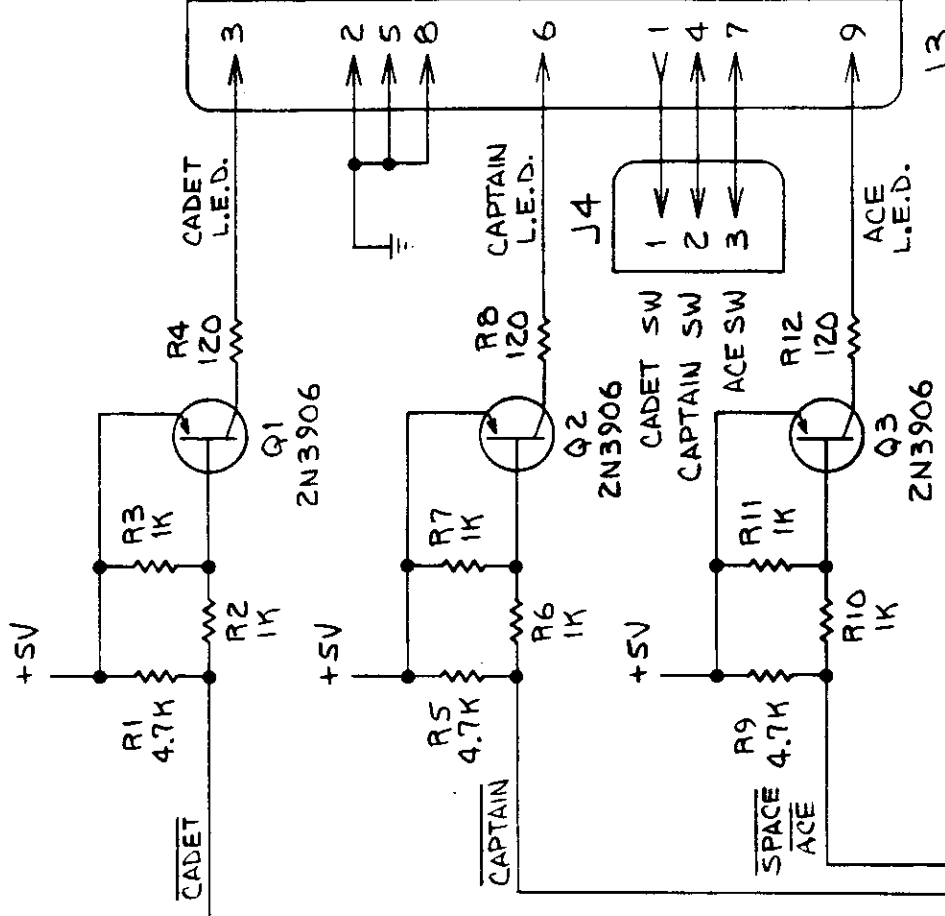 3
2
5
8
6
1
4
7
9
J3
CADET
L.E.D.
CAPTAIN
L.E.D.
J4
1
2
3
CADET SW
CAPTAIN SW
ACE SW
ACE
L.E.D.
R4
120
Q1
2N3906
R3
1K
R2
1K
+5V
R1
4.7K
CADET
R8
120
Q2
2N3906
R7
1K
R6
1K
+5V
R5
4.7K
CAPTAIN
R12
120
Q3
2N3906
R11
1K
R10
1K
+5V
R9
4.7K
SPACE
ACE